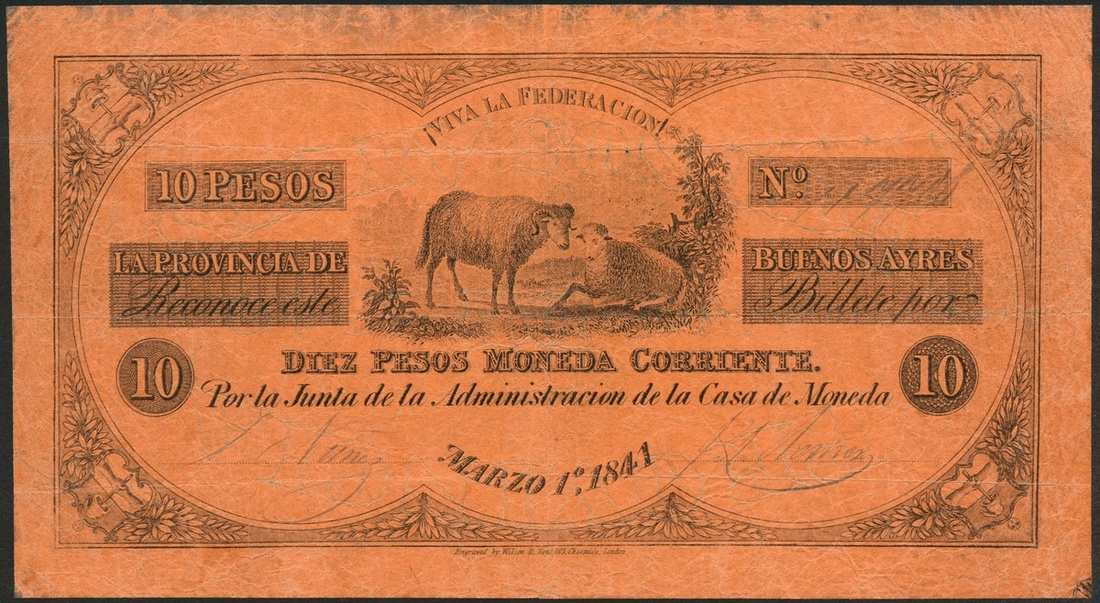 ¡VIVA LA FEDERACION!
10 PESOS
Nº
LA PROVINCIA DE
BUENOS AYRES
Reconoce este
Billete por
DIEZ PESOS MONEDA CORRIENTE.
10
10
Por la Junta de la Administracion de la Casa de Moneda
MARZO 1º, 1841
Engraved by Wilson & Sons, 103, Cheapside, London.